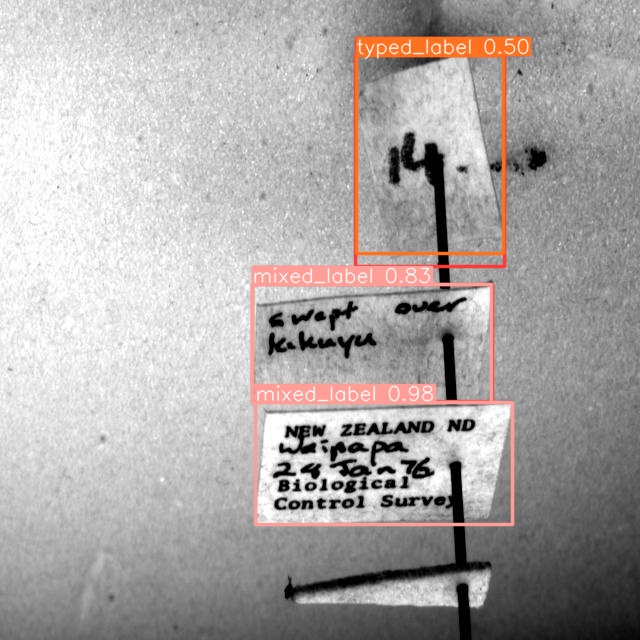 typed_label 0.50
14
mixed_label 0.83
swept over
Kikuyu
mixed_label 0.98
NEW ZEALAND ND
Waipapa
24 Jan 76
Biological
Control Survey